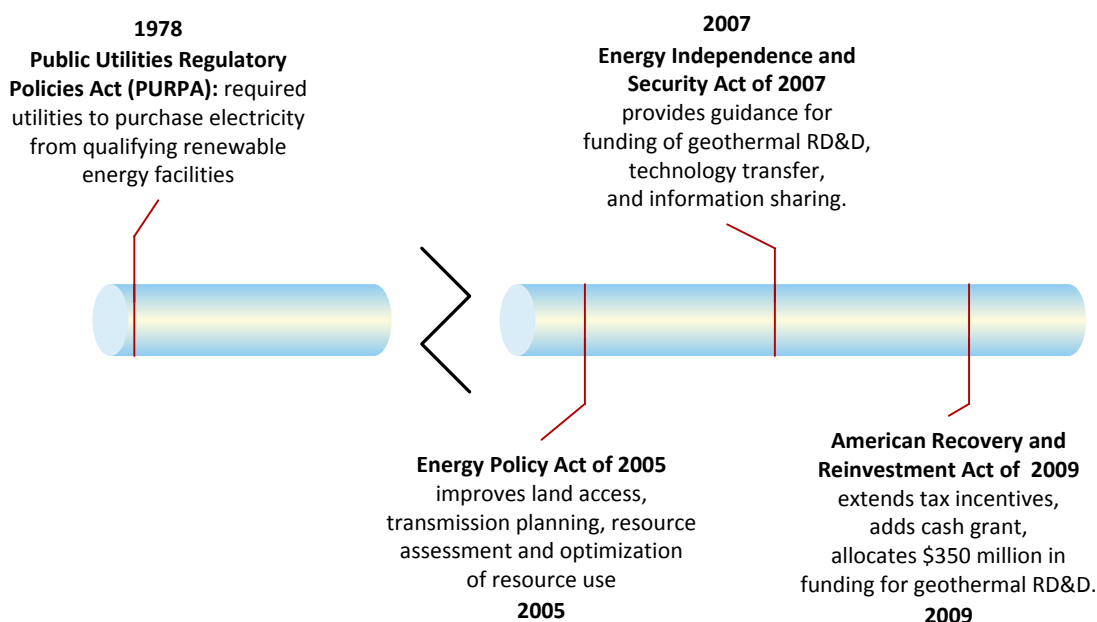 1978
Public Utilities Regulatory
Policies Act (PURPA): required
utilities to purchase electricity
from qualifying renewable
energy facilities
2007
Energy Independence and
Security Act of 2007
provides guidance for
funding of geothermal RD&D,
technology transfer,
and information sharing.
Energy Policy Act of 2005
improves land access,
transmission planning, resource
assessment and optimization
of resource use
2005
American Recovery and
Reinvestment Act of 2009
extends tax incentives,
adds cash grant,
allocates $350 million in
funding for geothermal RD&D.
2009